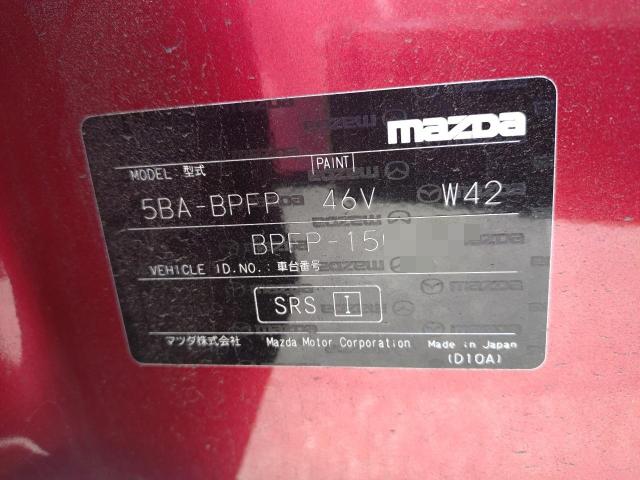 mazda
MODEL: 型式 PAINT
5BA-BPFP 46V W42
BPFP-15
VEHICLE ID.NO.: 車台番号
SRS I
マツダ株式会社 Mazda Motor Corporation Made in Japan
(D10A)